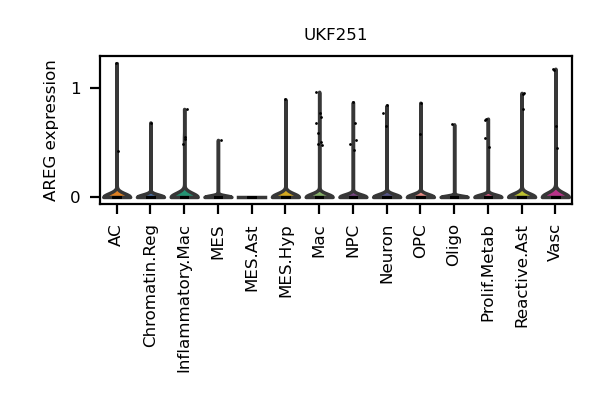 UKF251
AREG expression
1
0
AC
Chromatin.Reg
Inflammatory.Mac
MES
MES.Ast
MES.Hyp
Mac
NPC
Neuron
OPC
Oligo
Prolif.Metab
Reactive.Ast
Vasc